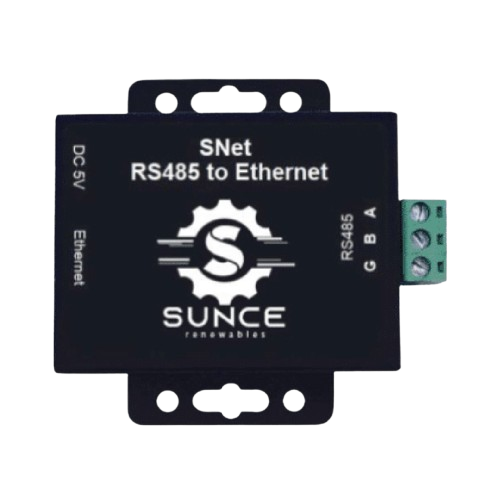 SNet
RS485 to Ethernet
DC 5V
Ethernet
RS485
A
B
G
S
SUNCE
renewables